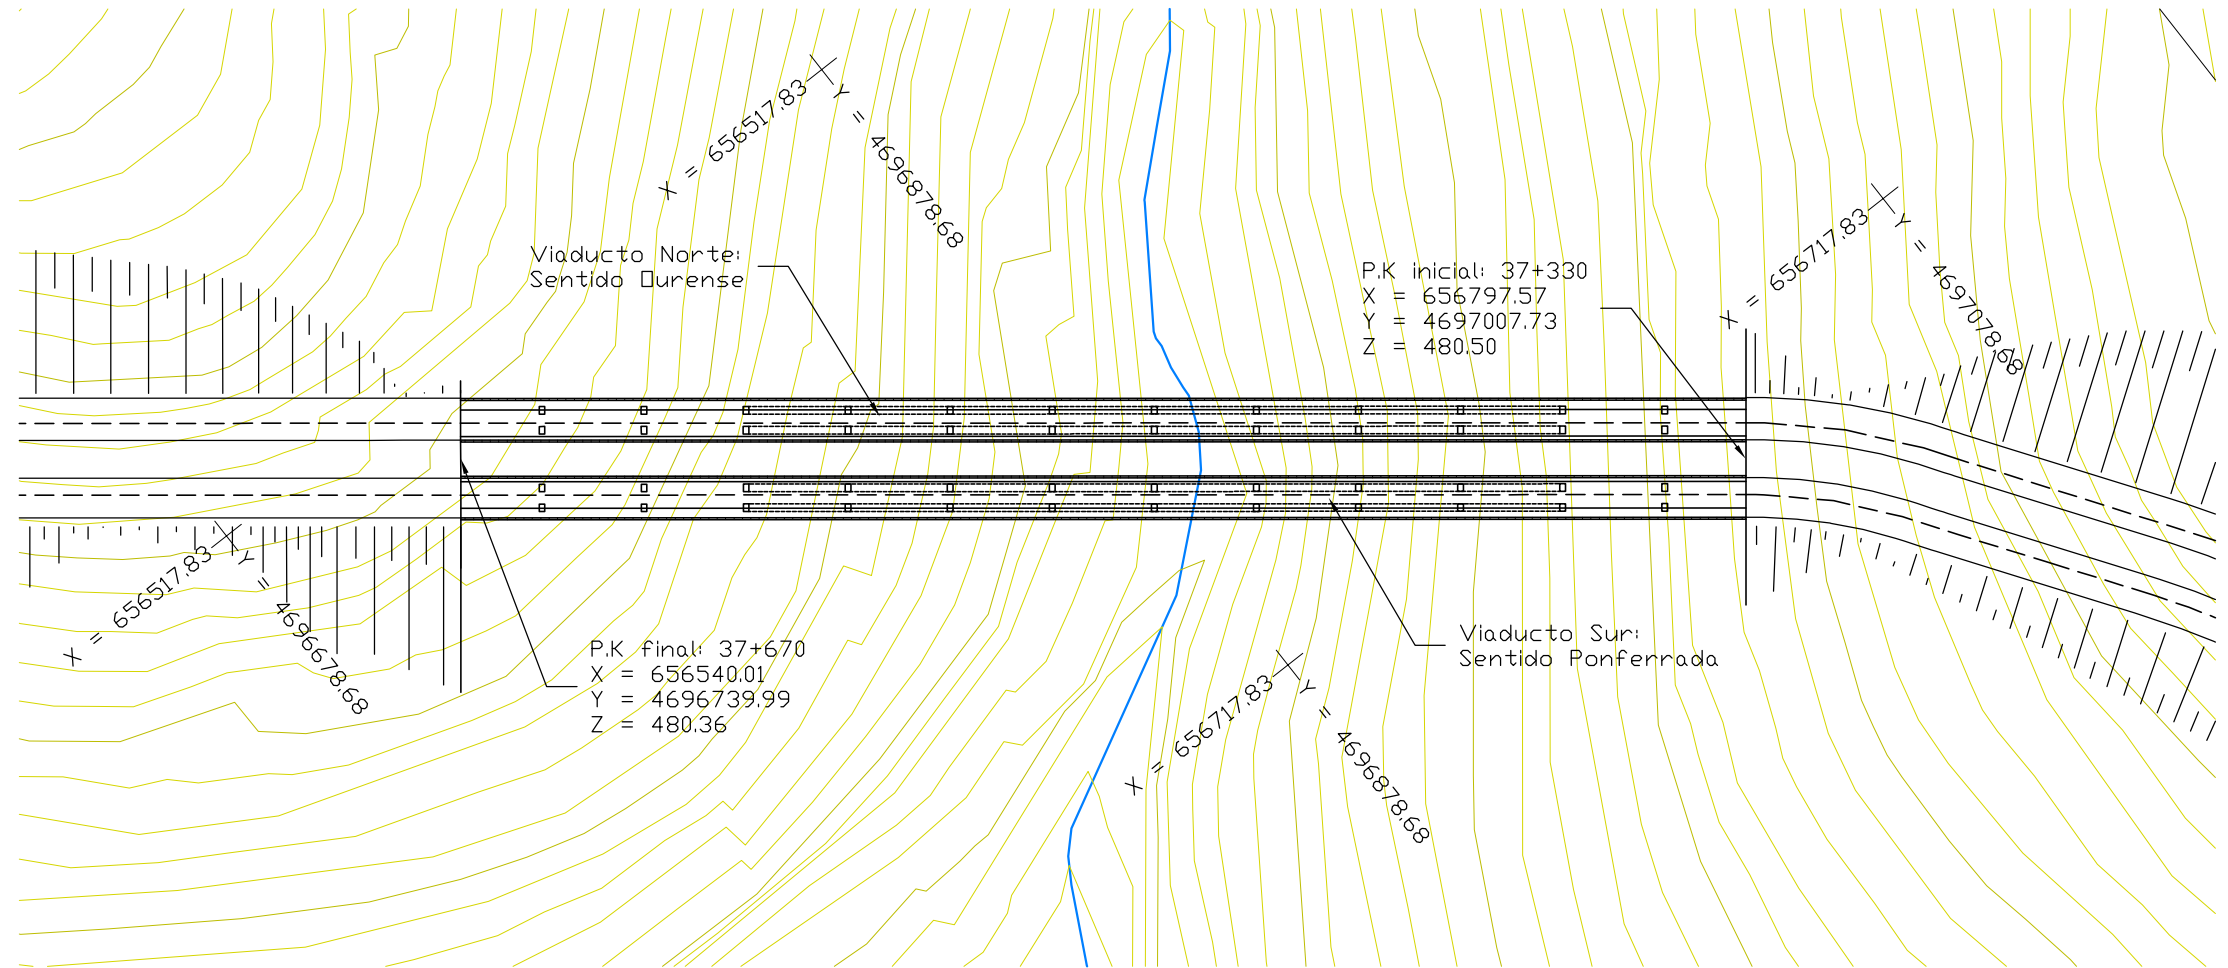 X = 656517.83
Y = 4696878.68
X = 656717.83
Y = 4697078.68
Viaducto Norte:
Sentido Ourense
P.K inicial: 37+330
X = 656797.57
Y = 4697007.73
Z = 480.50
X = 656517.83
Y = 4696678.68
P.K final: 37+670
X = 656540.01
Y = 4696739.99
Z = 480.36
Viaducto Sur:
Sentido Ponferrada
X = 656717.83
Y = 4696878.68